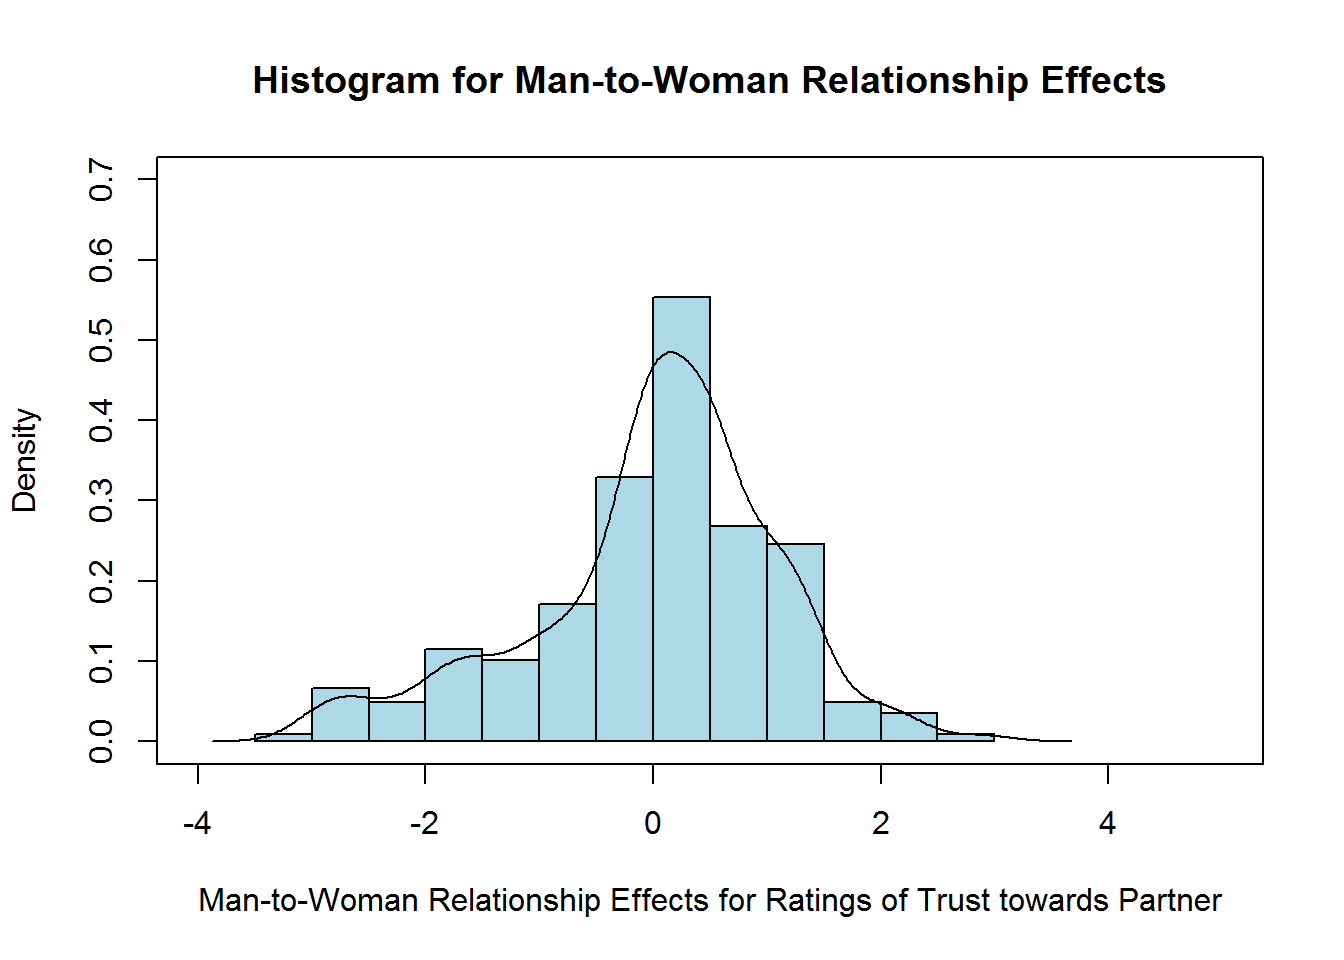 Histogram for Man-to-Woman Relationship Effects
0.7
0.6
0.5
0.4
0.3
0.2
0.1
0.0
Density
-4 -2 0 2 4
Man-to-Woman Relationship Effects for Ratings of Trust towards Partner